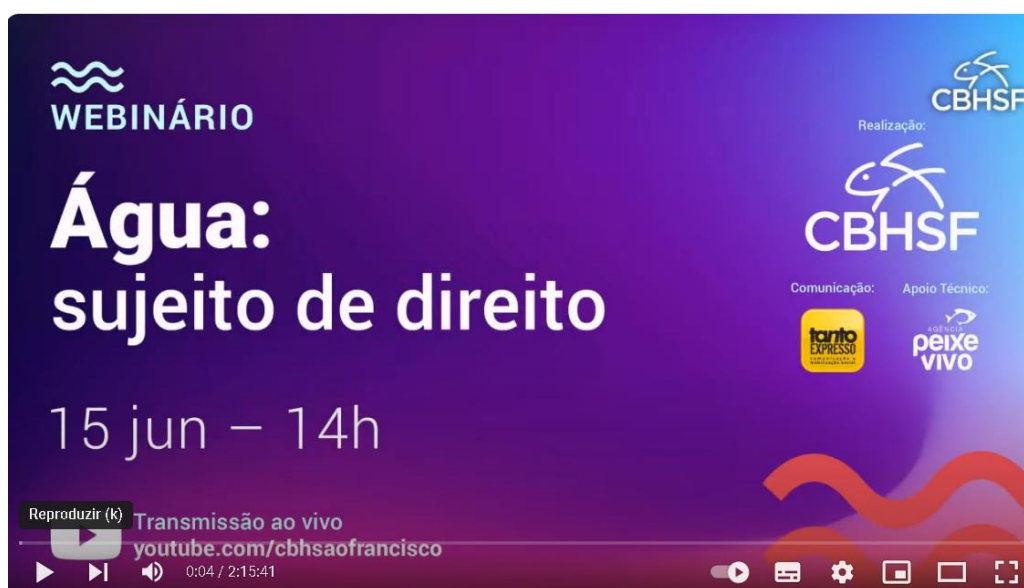 WEBINÁRIO
CBHSF
Realização:
CBHSF
Água:
sujeito de direito
Comunicação:
Apoio Técnico:
tanto
EXPRESSO
AGÊNCIA
peixe
vivo
15 jun – 14h
Reproduzir (k)
Transmissão ao vivo
youtube.com/cbhsaofrancisco
0:04 / 2:15:41